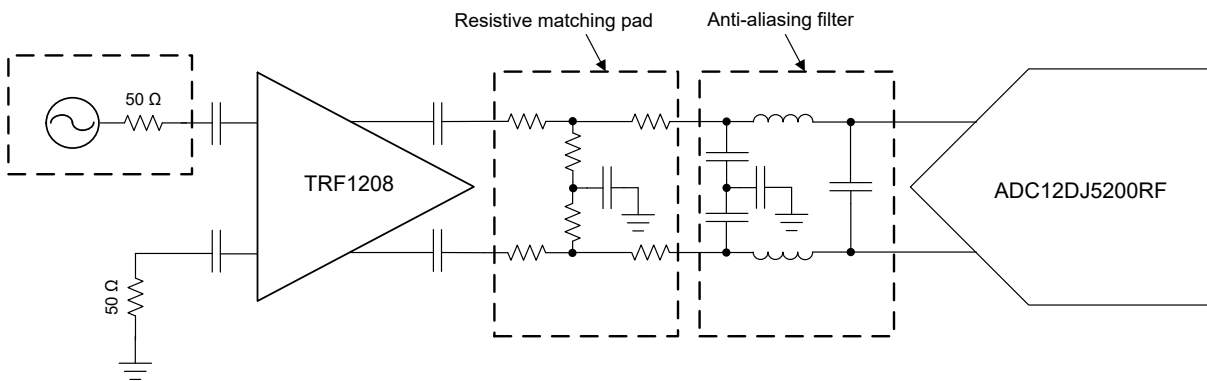 Resistive matching pad
Anti-aliasing filter
50 Ω
TRF1208
ADC12DJ5200RF
50 Ω